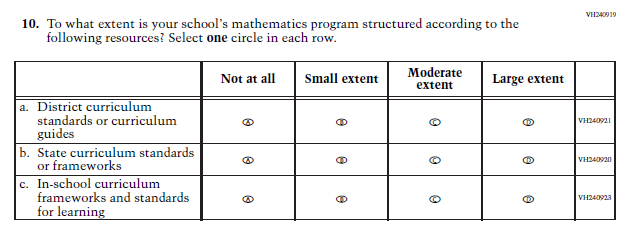 VH240919
10. To what extent is your school's mathematics program structured according to the
following resources? Select one circle in each row.
Not at all Small extent Moderate extent Large extent
a. District curriculum
standards or curriculum
guides
A B C D VH240921
b. State curriculum standards
or frameworks
A B C D VH240920
c. In-school curriculum
frameworks and standards
for learning
A B C D VH240923